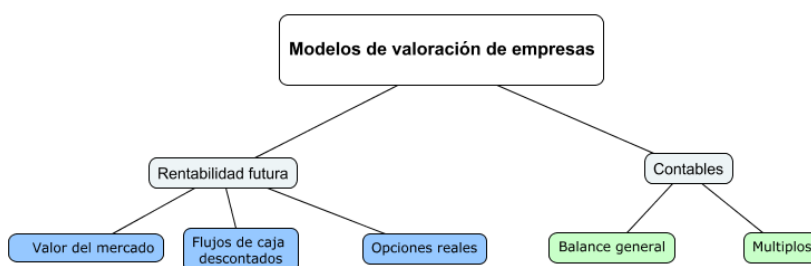 Modelos de valoración de empresas
Rentabilidad futura
Contables
Valor del mercado
Flujos de caja
descontados
Opciones reales
Balance general
Multiplos